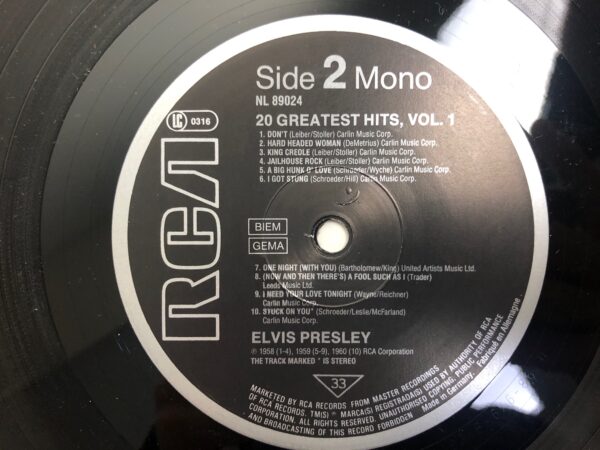 Side 2 Mono
NL 89024
LC 0316
20 GREATEST HITS, VOL. 1
1. DON'T (Leiber/Stoller) Carlin Music Corp.
2. HARD HEADED WOMAN (DeMetrius) Carlin Music Corp.
3. KING CREOLE (Leiber/Stoller) Carlin Music Corp.
4. JAILHOUSE ROCK (Leiber/Stoller) Carlin Music Corp.
5. A BIG HUNK O' LOVE (Schroeder/Wyche) Carlin Music Corp.
6. I GOT STUNG (Schroeder/Hill) Carlin Music Corp.
RCA
BIEM
GEMA
7. ONE NIGHT (WITH YOU) (Bartholomew/King) United Artists Music Ltd.
8. (NOW AND THEN THERE'S) A FOOL SUCH AS I (Trader)
Leeds Music Ltd.
9. I NEED YOUR LOVE TONIGHT (Wayne/Reichner)
Carlin Music Corp.
10. STUCK ON YOU* (Schroeder/Leslie/McFarland)
Carlin Music Corp.
ELVIS PRESLEY
℗ 1958 (1-4), 1959 (5-9), 1960 (10) RCA Corporation
THE TRACK MARKED * IS STEREO
33
MARKETED BY RCA RECORDS FROM MASTER RECORDINGS
OF RCA RECORDS. TM(S) ® MARCA(S) REGISTRADA(S) USED BY AUTHORITY OF RCA
CORPORATION. ALL RIGHTS RESERVED. UNAUTHORISED COPYING, PUBLIC PERFORMANCE
AND BROADCASTING OF THIS RECORD FORBIDDEN
Made in Germany. Fabriqué en Allemagne